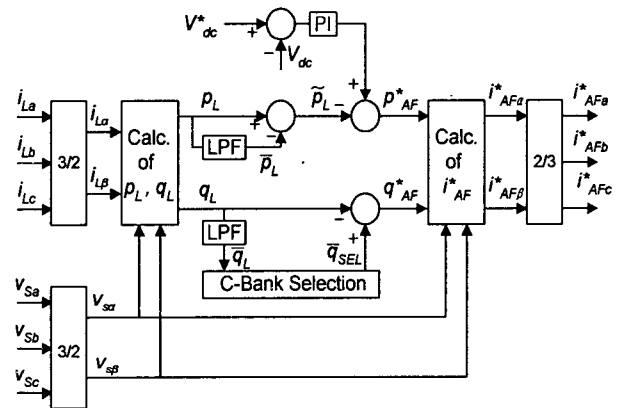 V*dc
+
PI
−
Vdc
iLa
iLb
iLc
3/2
iLα
iLβ
Calc.
of
pL, qL
pL
+
−
LPF
p̅L
p̃L
−
+
p*AF
qL
LPF
q̅L
−
+
q̅SEL
q*AF
C-Bank Selection
Calc.
of
i*AF
i*AFα
i*AFβ
2/3
i*AFa
i*AFb
i*AFc
vSa
vSb
vSc
3/2
vsα
vsβ